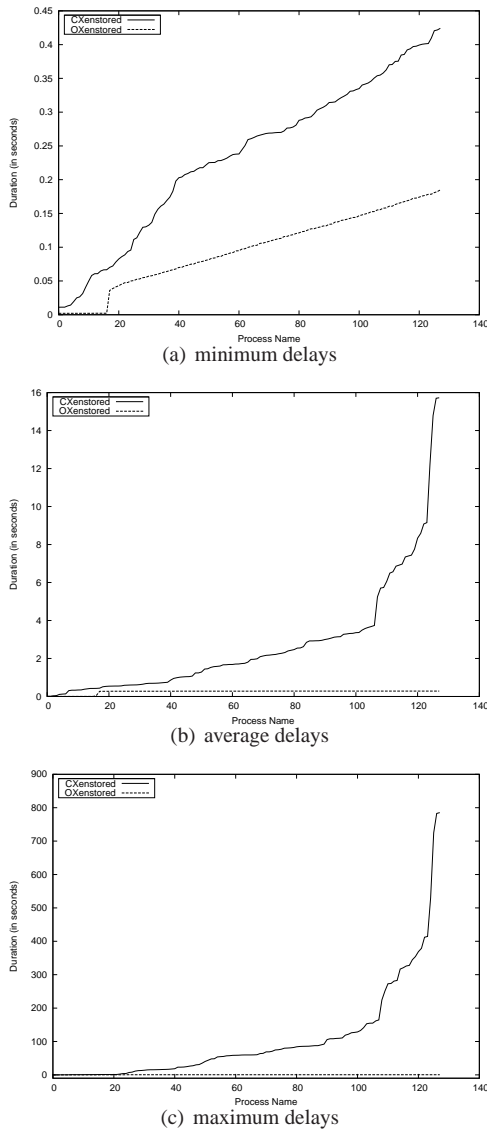 0.45
CXenstored
OXenstored
0.4
0.35
0.3
0.25
0.2
0.15
0.1
0.05
0
Duration (in seconds)
0 20 40 60 80 100 120 140
Process Name
(a) minimum delays
16
CXenstored
OXenstored
14
12
10
8
6
4
2
0
Duration (in seconds)
0 20 40 60 80 100 120 140
Process Name
(b) average delays
900
CXenstored
OXenstored
800
700
600
500
400
300
200
100
0
Duration (in seconds)
0 20 40 60 80 100 120 140
Process Name
(c) maximum delays